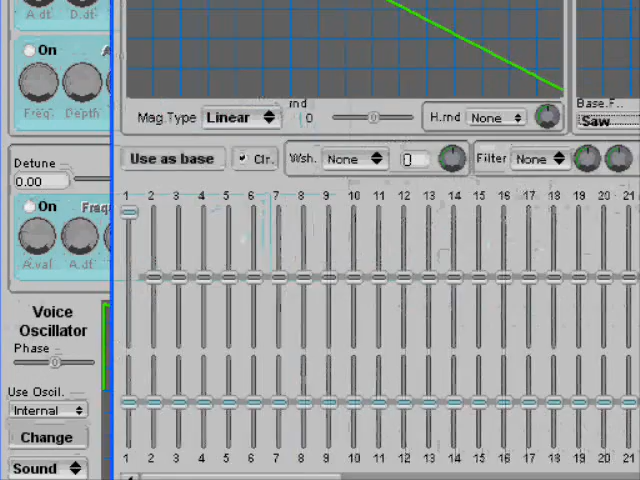 A.dt D.dt
On
Freq. Depth
Mag Type Linear rnd 0 H.rnd None
Base.F..
Saw
Detune
0.00
Use as base Clr. Wsh. None 0 Filter None
On Frequ
A.val A.dt
1 2 3 4 5 6 7 8 9 10 11 12 13 14 15 16 17 18 19 20 21
Voice
Oscillator
Phase
0
Use Oscil.
Internal
Change
Sound
1 2 3 4 5 6 7 8 9 10 11 12 13 14 15 16 17 18 19 20 21